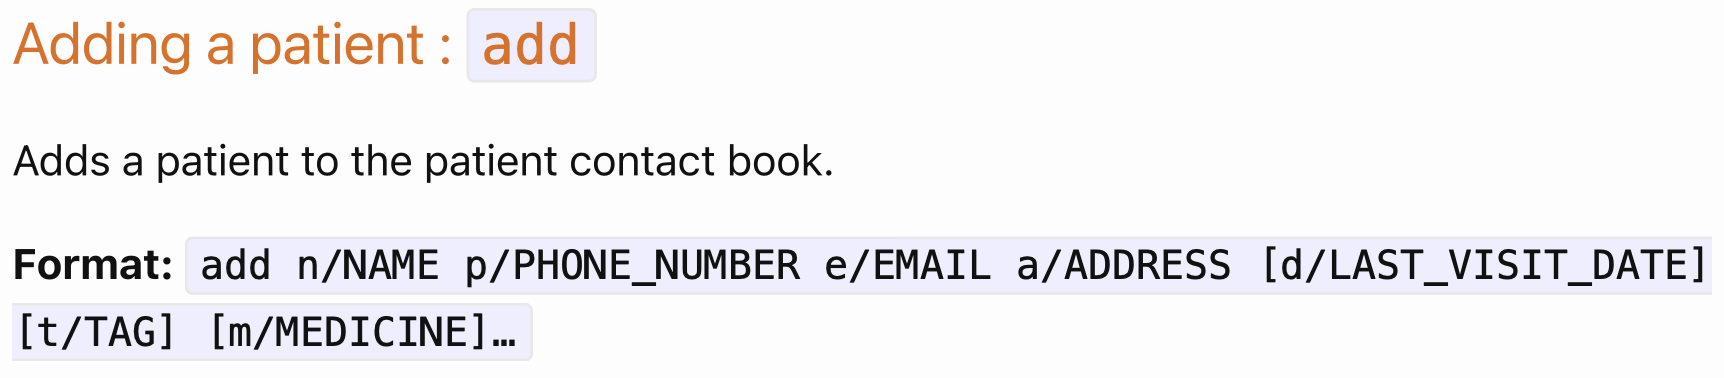 Adding a patient : add
Adds a patient to the patient contact book.
Format: add n/NAME p/PHONE_NUMBER e/EMAIL a/ADDRESS [d/LAST_VISIT_DATE]
[t/TAG] [m/MEDICINE]…